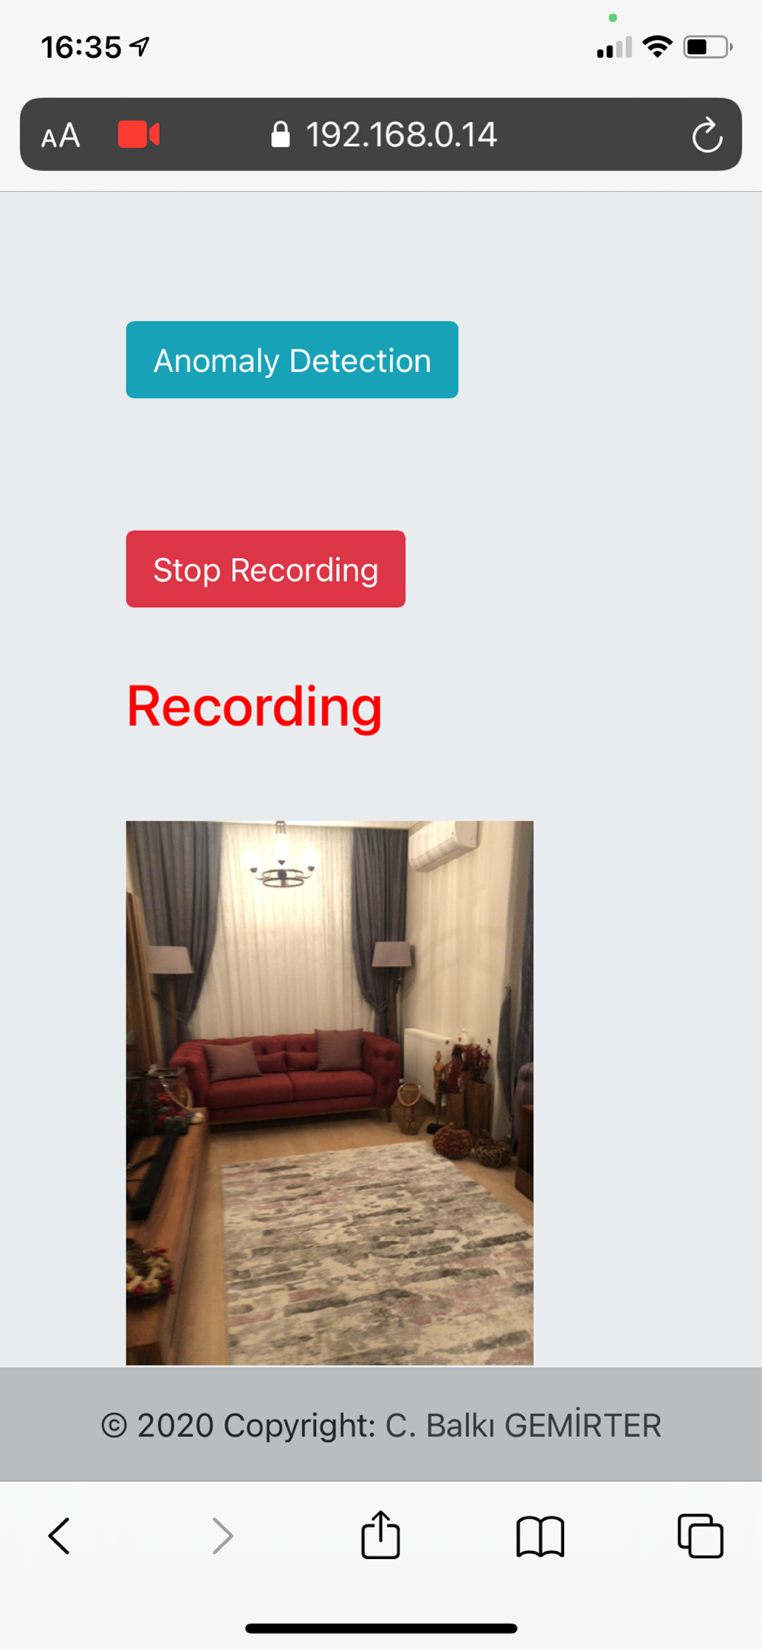 16:35
AA 192.168.0.14
Anomaly Detection
Stop Recording
Recording
© 2020 Copyright: C. Balkı GEMİRTER